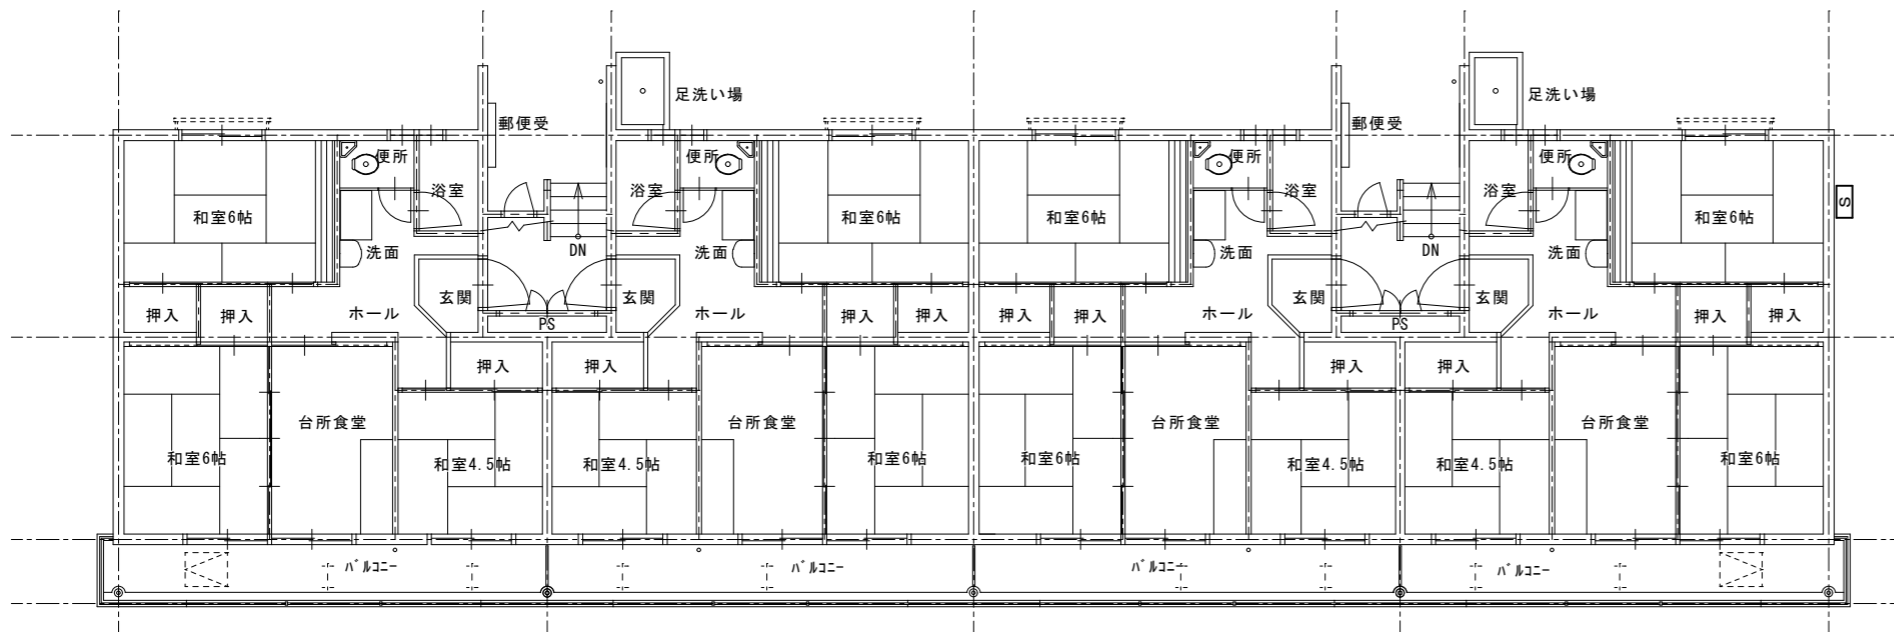 足洗い場
足洗い場
郵便受
郵便受
便所
便所
便所
便所
浴室
浴室
浴室
浴室
和室6帖
和室6帖
和室6帖
和室6帖
S
洗面
DN
洗面
洗面
DN
洗面
玄関
玄関
玄関
玄関
押入
押入
ホール
PS
ホール
押入
押入
押入
押入
ホール
PS
ホール
押入
押入
押入
押入
押入
押入
台所食堂
台所食堂
台所食堂
台所食堂
和室6帖
和室4.5帖
和室4.5帖
和室6帖
和室6帖
和室4.5帖
和室4.5帖
和室6帖
バルコニー
バルコニー
バルコニー
バルコニー